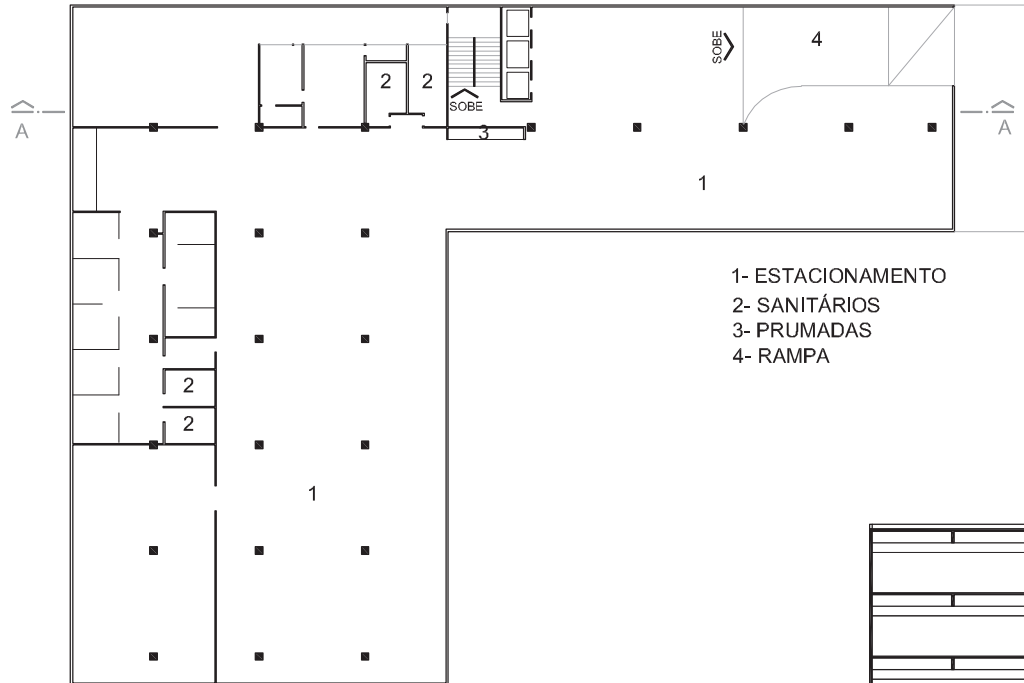 SOBE
4
2
2
SOBE
A
A
3
1
1- ESTACIONAMENTO
2- SANITÁRIOS
3- PRUMADAS
4- RAMPA
2
2
1